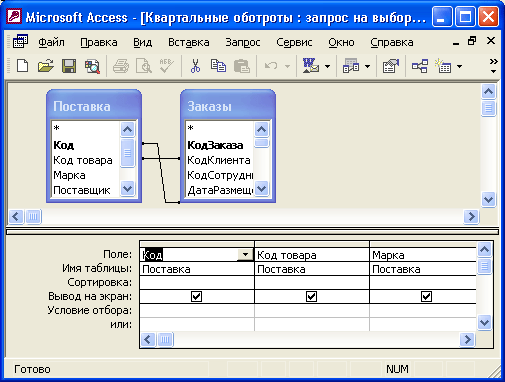 Microsoft Access - [Квартальные обороты : запрос на выбор...
Файл Правка Вид Вставка Запрос Сервис Окно Справка
Поставка Заказы
* *
Код КодЗаказа
Код товара КодКлиента
Марка КодСотрудн
Поставщик ДатаРазмеще
Поле: Код Код товара Марка
Имя таблицы: Поставка Поставка Поставка
Сортировка:
Вывод на экран:
Условие отбора:
или:
Готово NUM